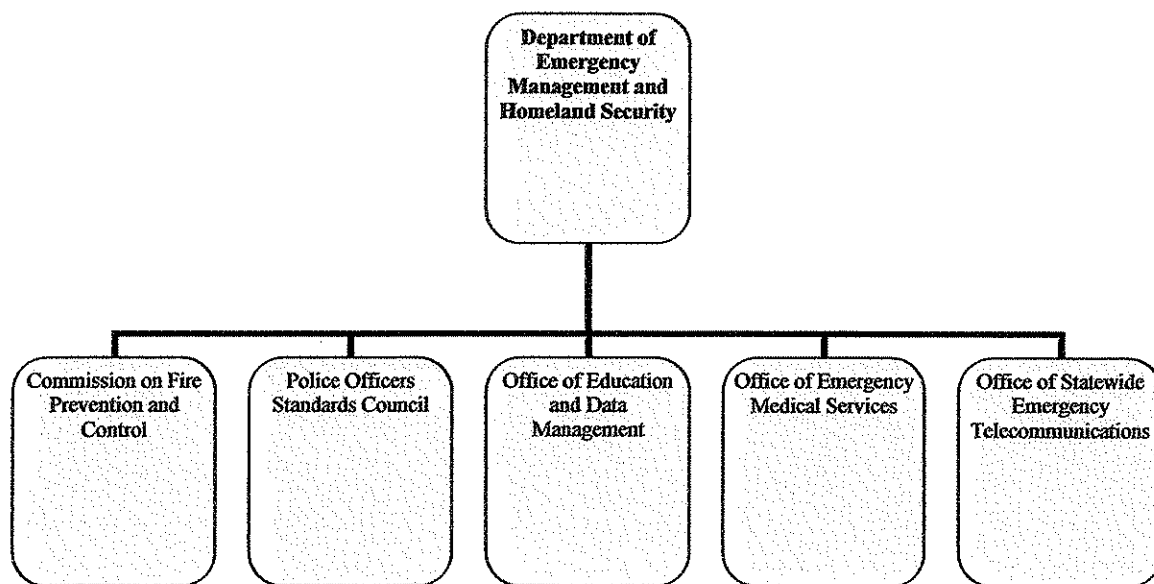 Department of
Emergency
Management and
Homeland Security
Commission on Fire
Prevention and
Control
Police Officers
Standards Council
Office of Education
and Data
Management
Office of Emergency
Medical Services
Office of Statewide
Emergency
Telecommunications